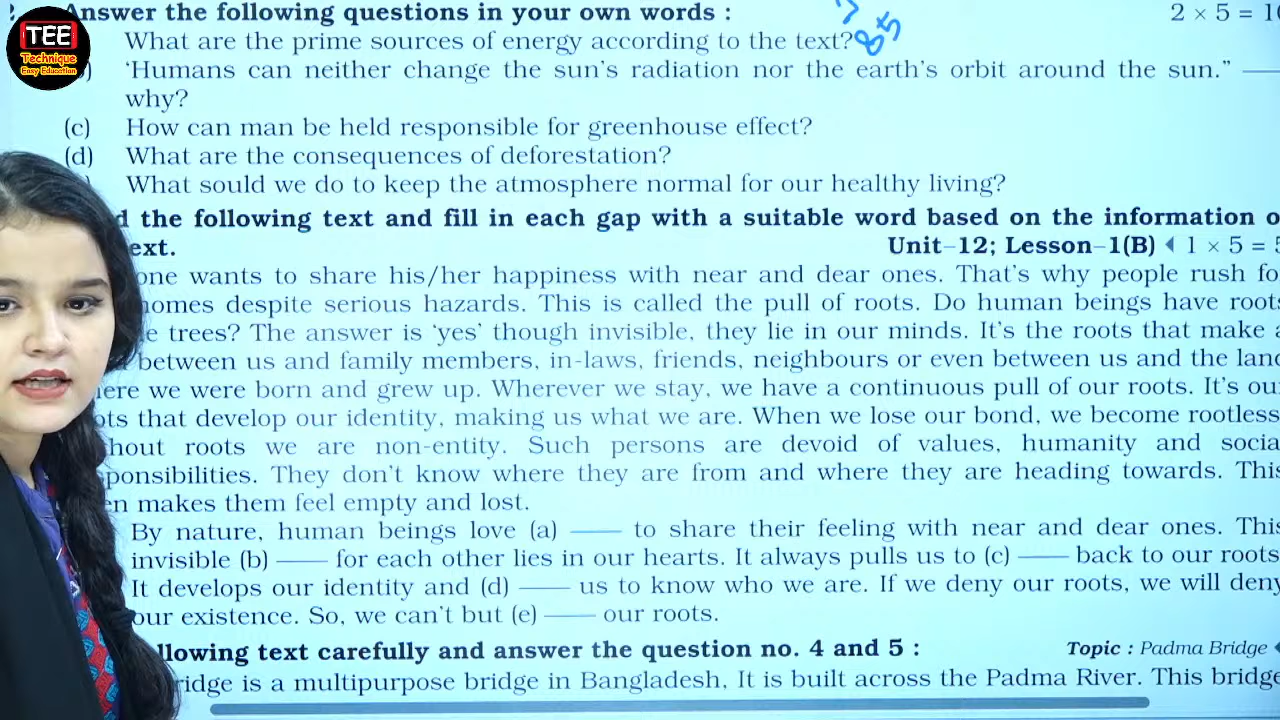 Answer the following questions in your own words : 2 × 5 = 10
TEE
Technique
Easy Education
What are the prime sources of energy according to the text?
'Humans can neither change the sun's radiation nor the earth's orbit around the sun." —
why?
(c) How can man be held responsible for greenhouse effect?
(d) What are the consequences of deforestation?
What sould we do to keep the atmosphere normal for our healthy living?
the following text and fill in each gap with a suitable word based on the information
Unit–12; Lesson–1(B) 1 × 5 = 5
wants to share his/her happiness with near and dear ones. That's why people rush
homes despite serious hazards. This is called the pull of roots. Do human beings have roots
trees? The answer is 'yes' though invisible, they lie in our minds. It's the roots that make a
between us and family members, in-laws, friends, neighbours or even between us and the land
we were born and grew up. Wherever we stay, we have a continuous pull of our roots. It's our
that develop our identity, making us what we are. When we lose our bond, we become rootless
roots we are non-entity. Such persons are devoid of values, humanity and social
They don't know where they are from and where they are heading towards. This
makes them feel empty and lost.
By nature, human beings love (a) —— to share their feeling with near and dear ones. This
invisible (b) —— for each other lies in our hearts. It always pulls us to (c) —— back to our roots
It develops our identity and (d) —— us to know who we are. If we deny our roots, we will deny
our existence. So, we can't but (e) —— our roots.
text carefully and answer the question no. 4 and 5 : Topic : Padma Bridge
is a multipurpose bridge in Bangladesh. It is built across the Padma River. This bridge